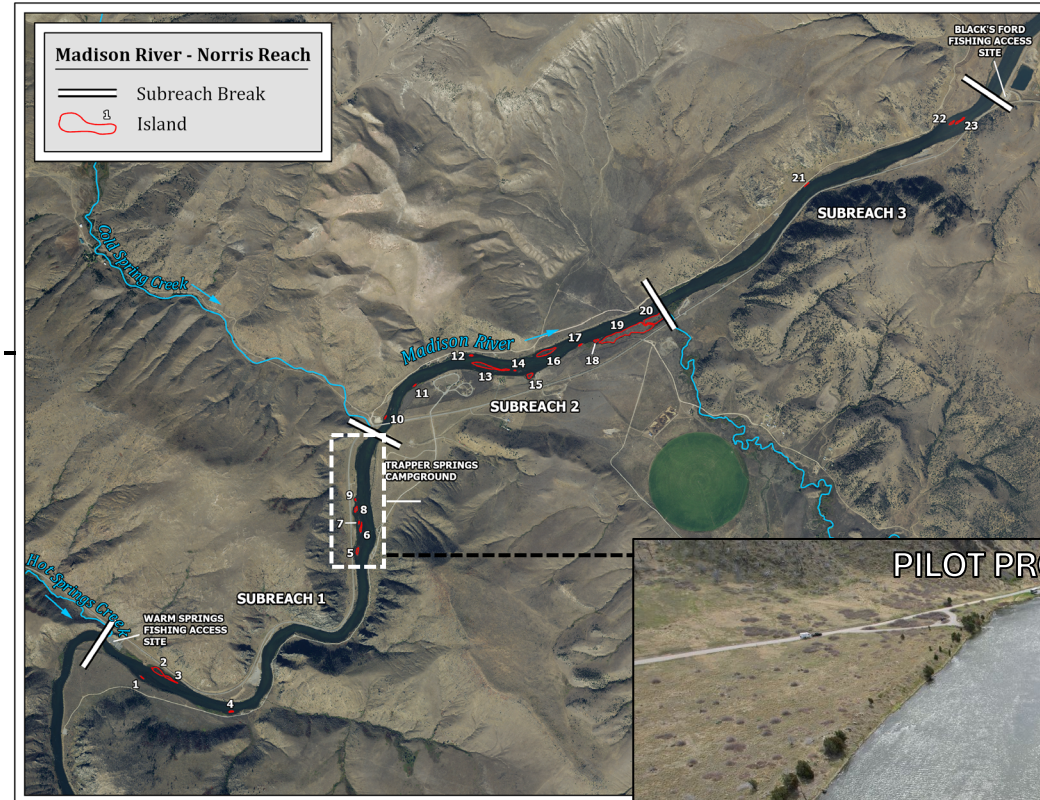 Madison River - Norris Reach
Subreach Break
1
Island
BLACK'S FORD
FISHING ACCESS
SITE
22
23
21
SUBREACH 3
Cold Spring Creek
20
19
17
18
Madison River
12
14
16
13
15
11
SUBREACH 2
10
TRAPPER SPRINGS
CAMPGROUND
9
8
7
6
5
Hot Springs Creek
SUBREACH 1
WARM SPRINGS
FISHING ACCESS
SITE
2
3
1
4
PILOT PRO